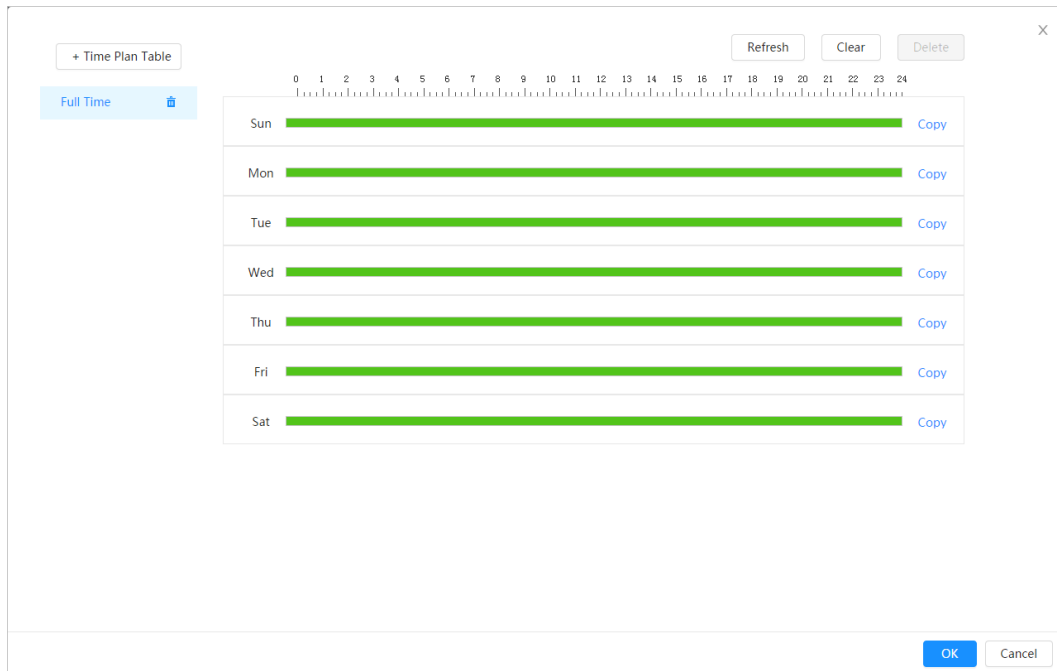 X
Refresh Clear Delete
+ Time Plan Table
0 1 2 3 4 5 6 7 8 9 10 11 12 13 14 15 16 17 18 19 20 21 22 23 24
Full Time
Sun Copy
Mon Copy
Tue Copy
Wed Copy
Thu Copy
Fri Copy
Sat Copy
OK Cancel